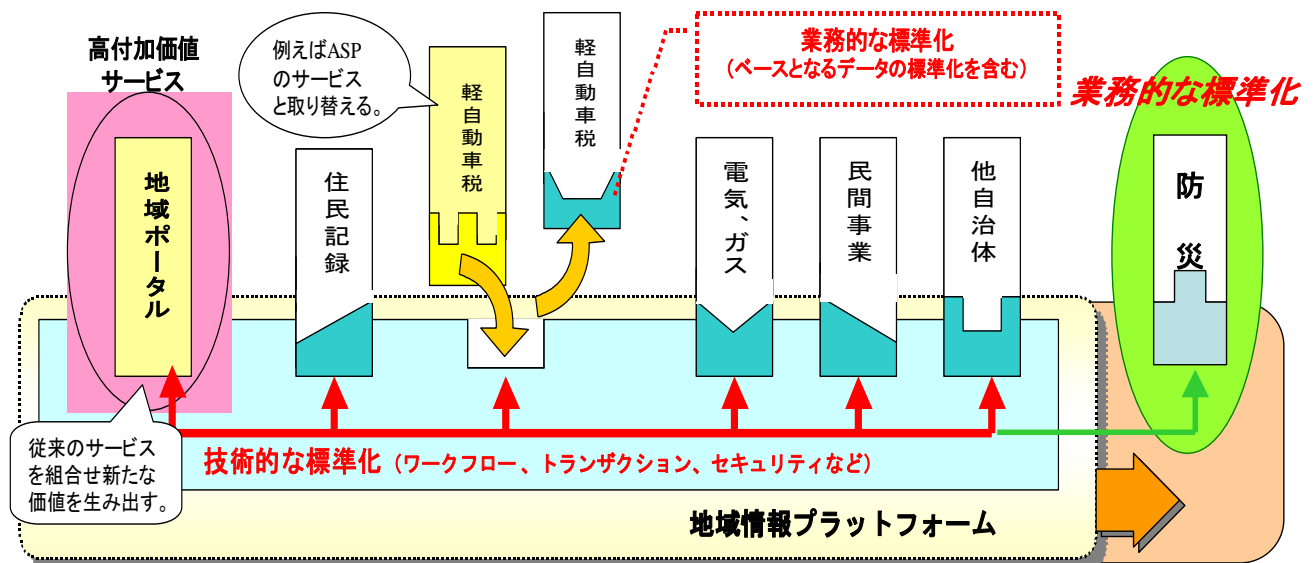 高付加価値
サービス
例えばASP
のサービス
と取り替える。
軽自動車税
軽自動車税
業務的な標準化
（ベースとなるデータの標準化を含む）
業務的な標準化
地域ポータル
住民記録
電気、ガス
民間事業
他自治体
防災
従来のサービス
を組合せ新たな
価値を生み出す。
技術的な標準化（ワークフロー、トランザクション、セキュリティなど）
地域情報プラットフォーム